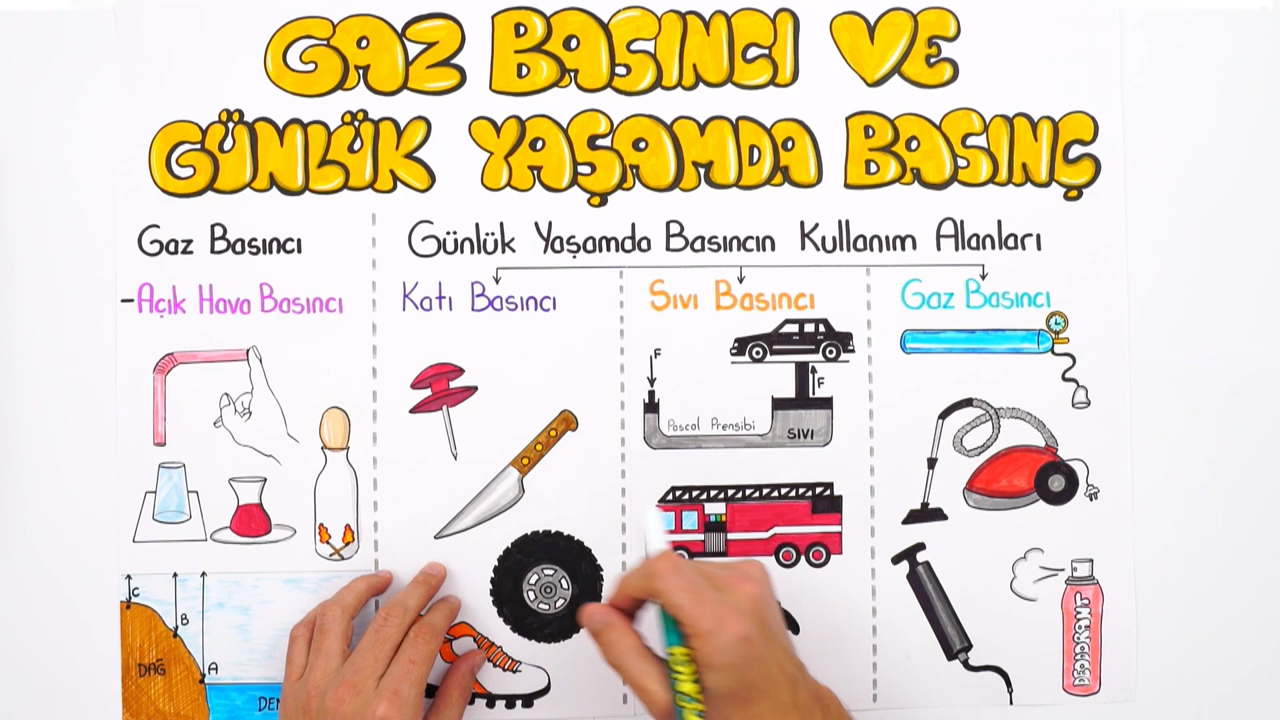 GAZ BASINCI VE
GÜNLÜK YAŞAMDA BASINÇ
Gaz Basıncı
Günlük Yaşamda Basıncın Kullanım Alanları
-Açık Hava Basıncı
Katı Basıncı
Sıvı Basıncı
Gaz Basıncı
F
F
Pascal Prensibi
SIVI
C
B
A
DAĞ
DEODORANT